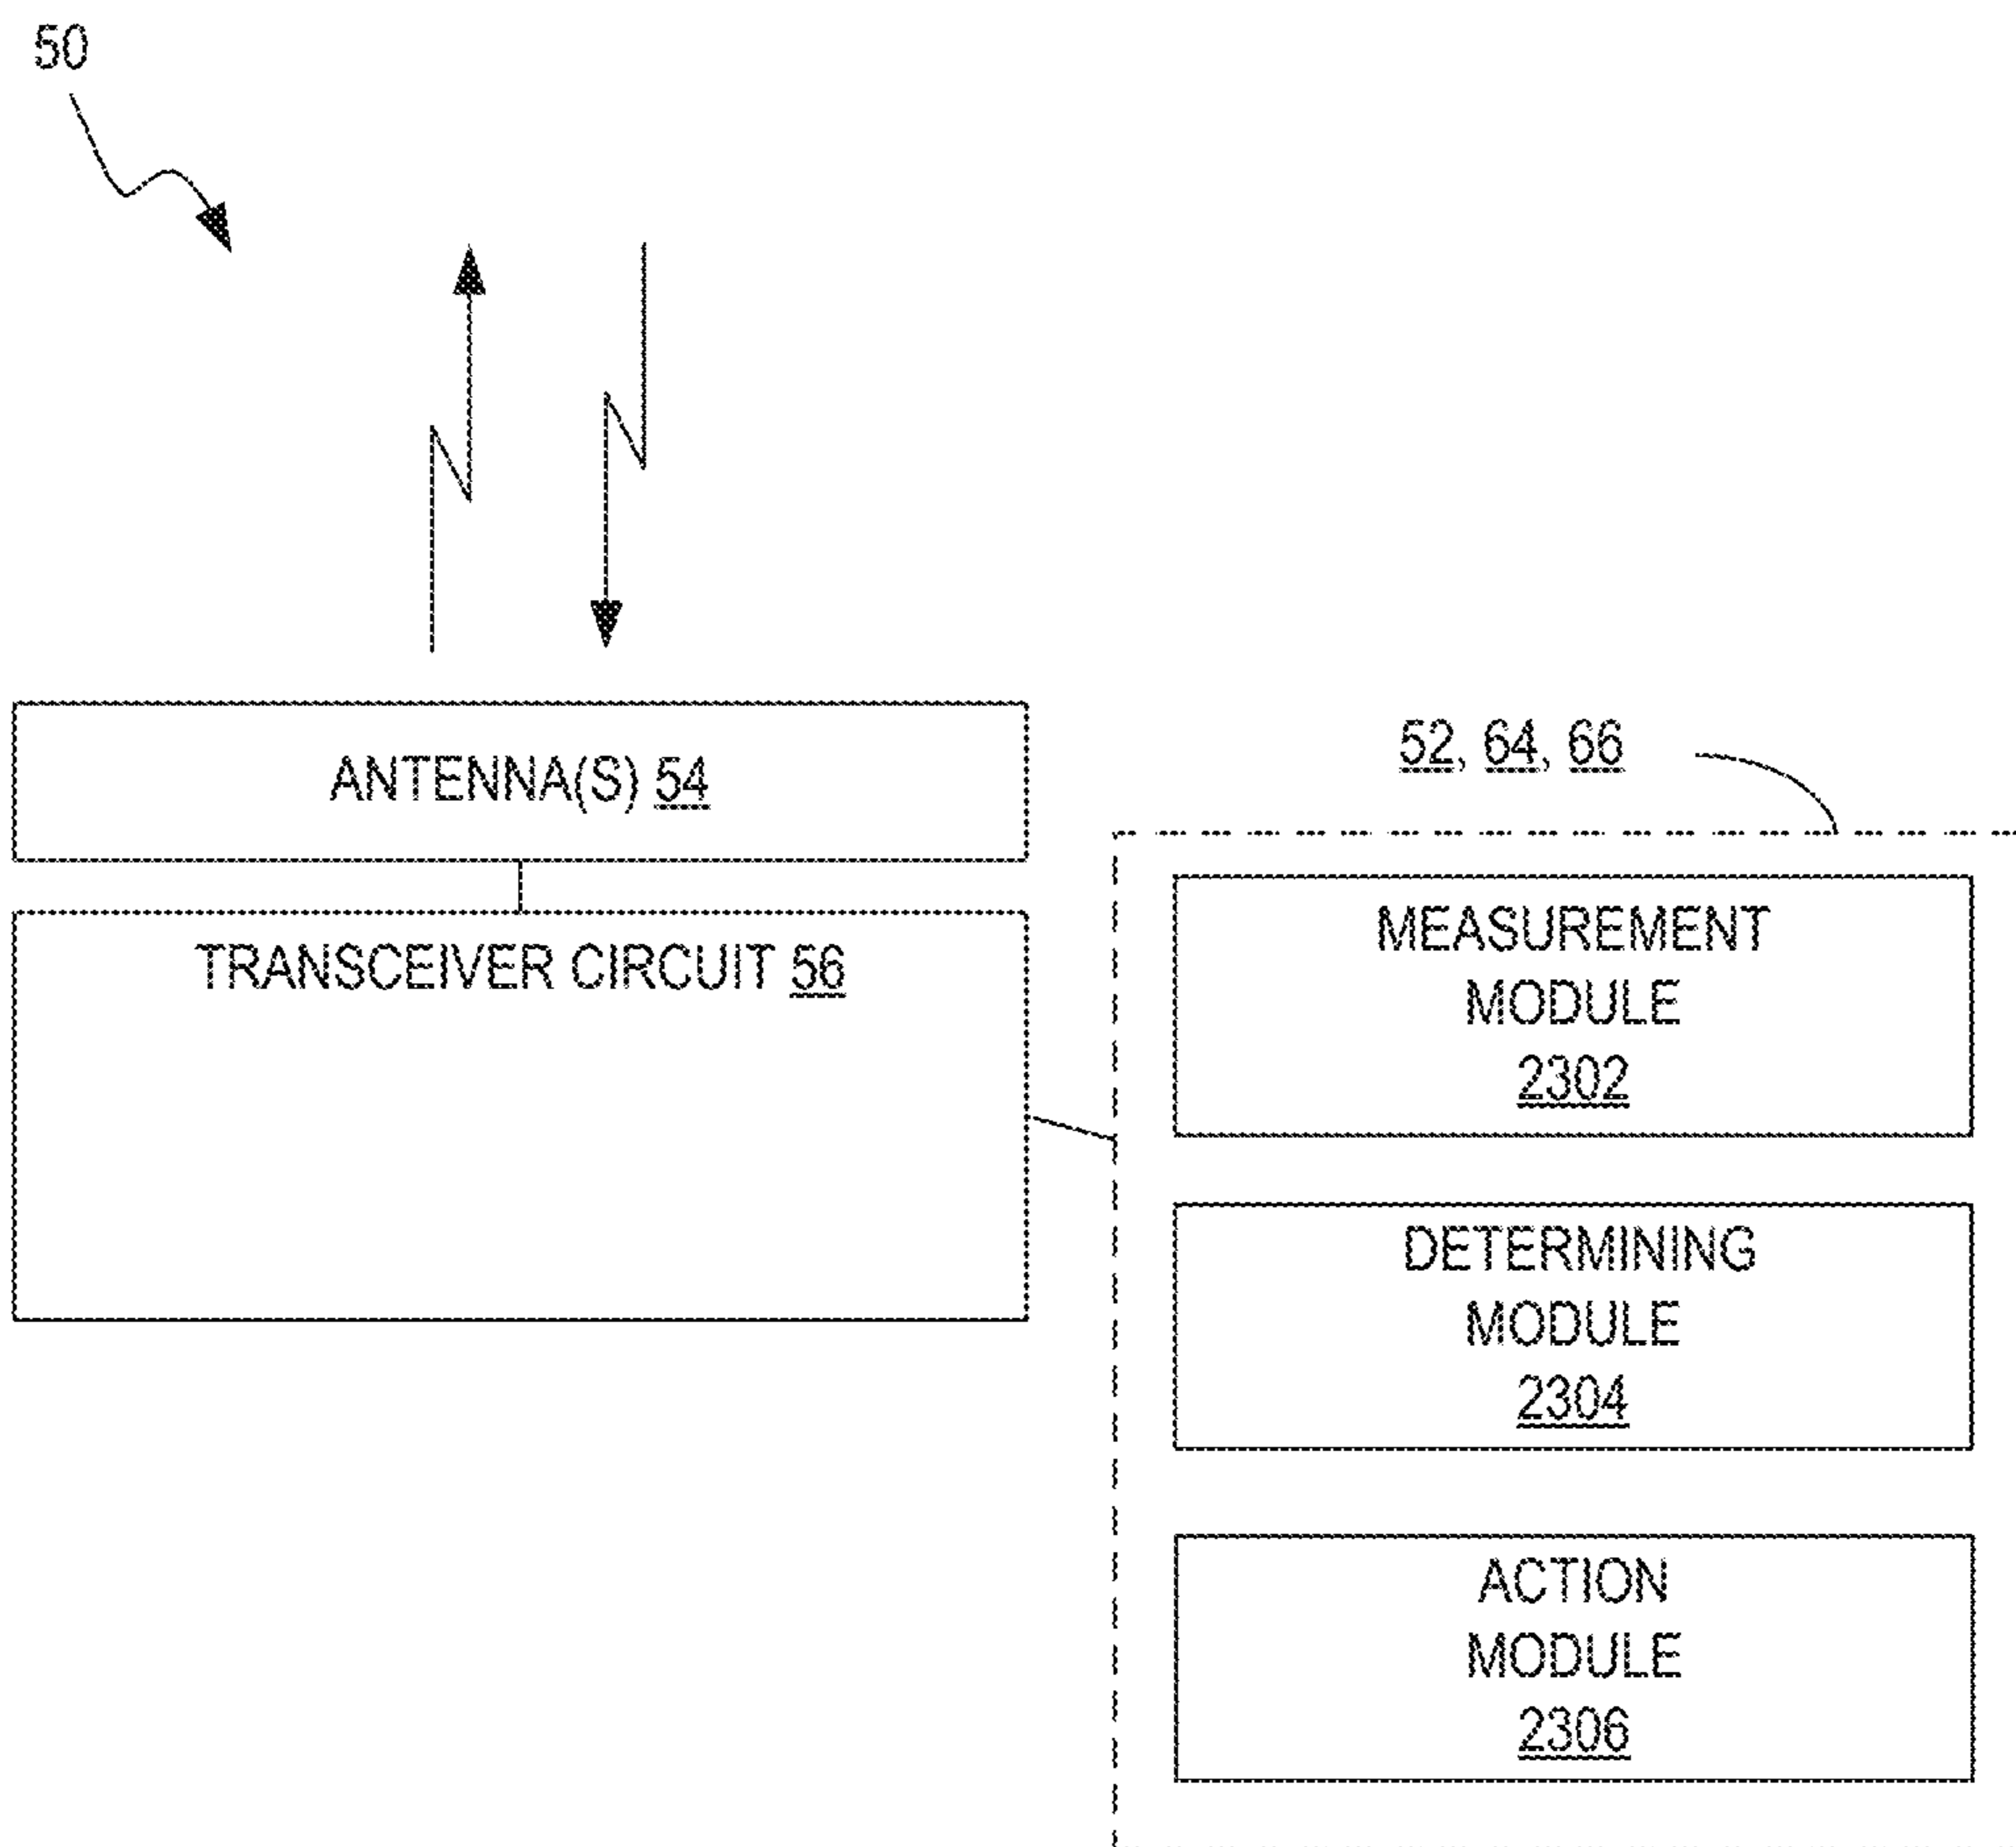 50
ANTENNA(S) 54
52, 64, 66
TRANSCEIVER CIRCUIT 56
MEASUREMENT
MODULE
2302
DETERMINING
MODULE
2304
ACTION
MODULE
2306